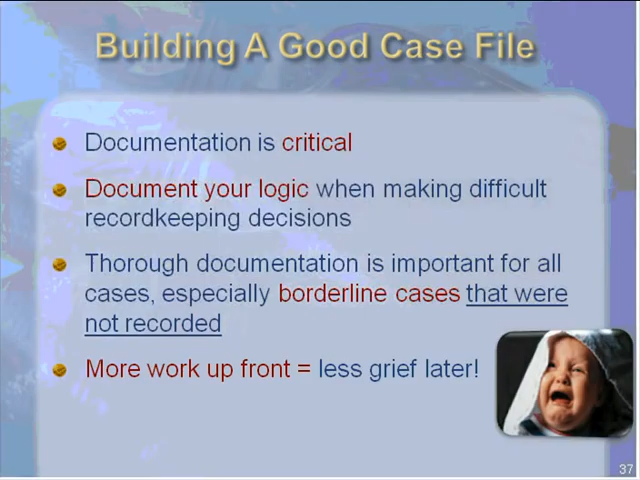 Building A Good Case File
Documentation is critical
Document your logic when making difficult
recordkeeping decisions
Thorough documentation is important for all
cases, especially borderline cases that were
not recorded
More work up front = less grief later!
37